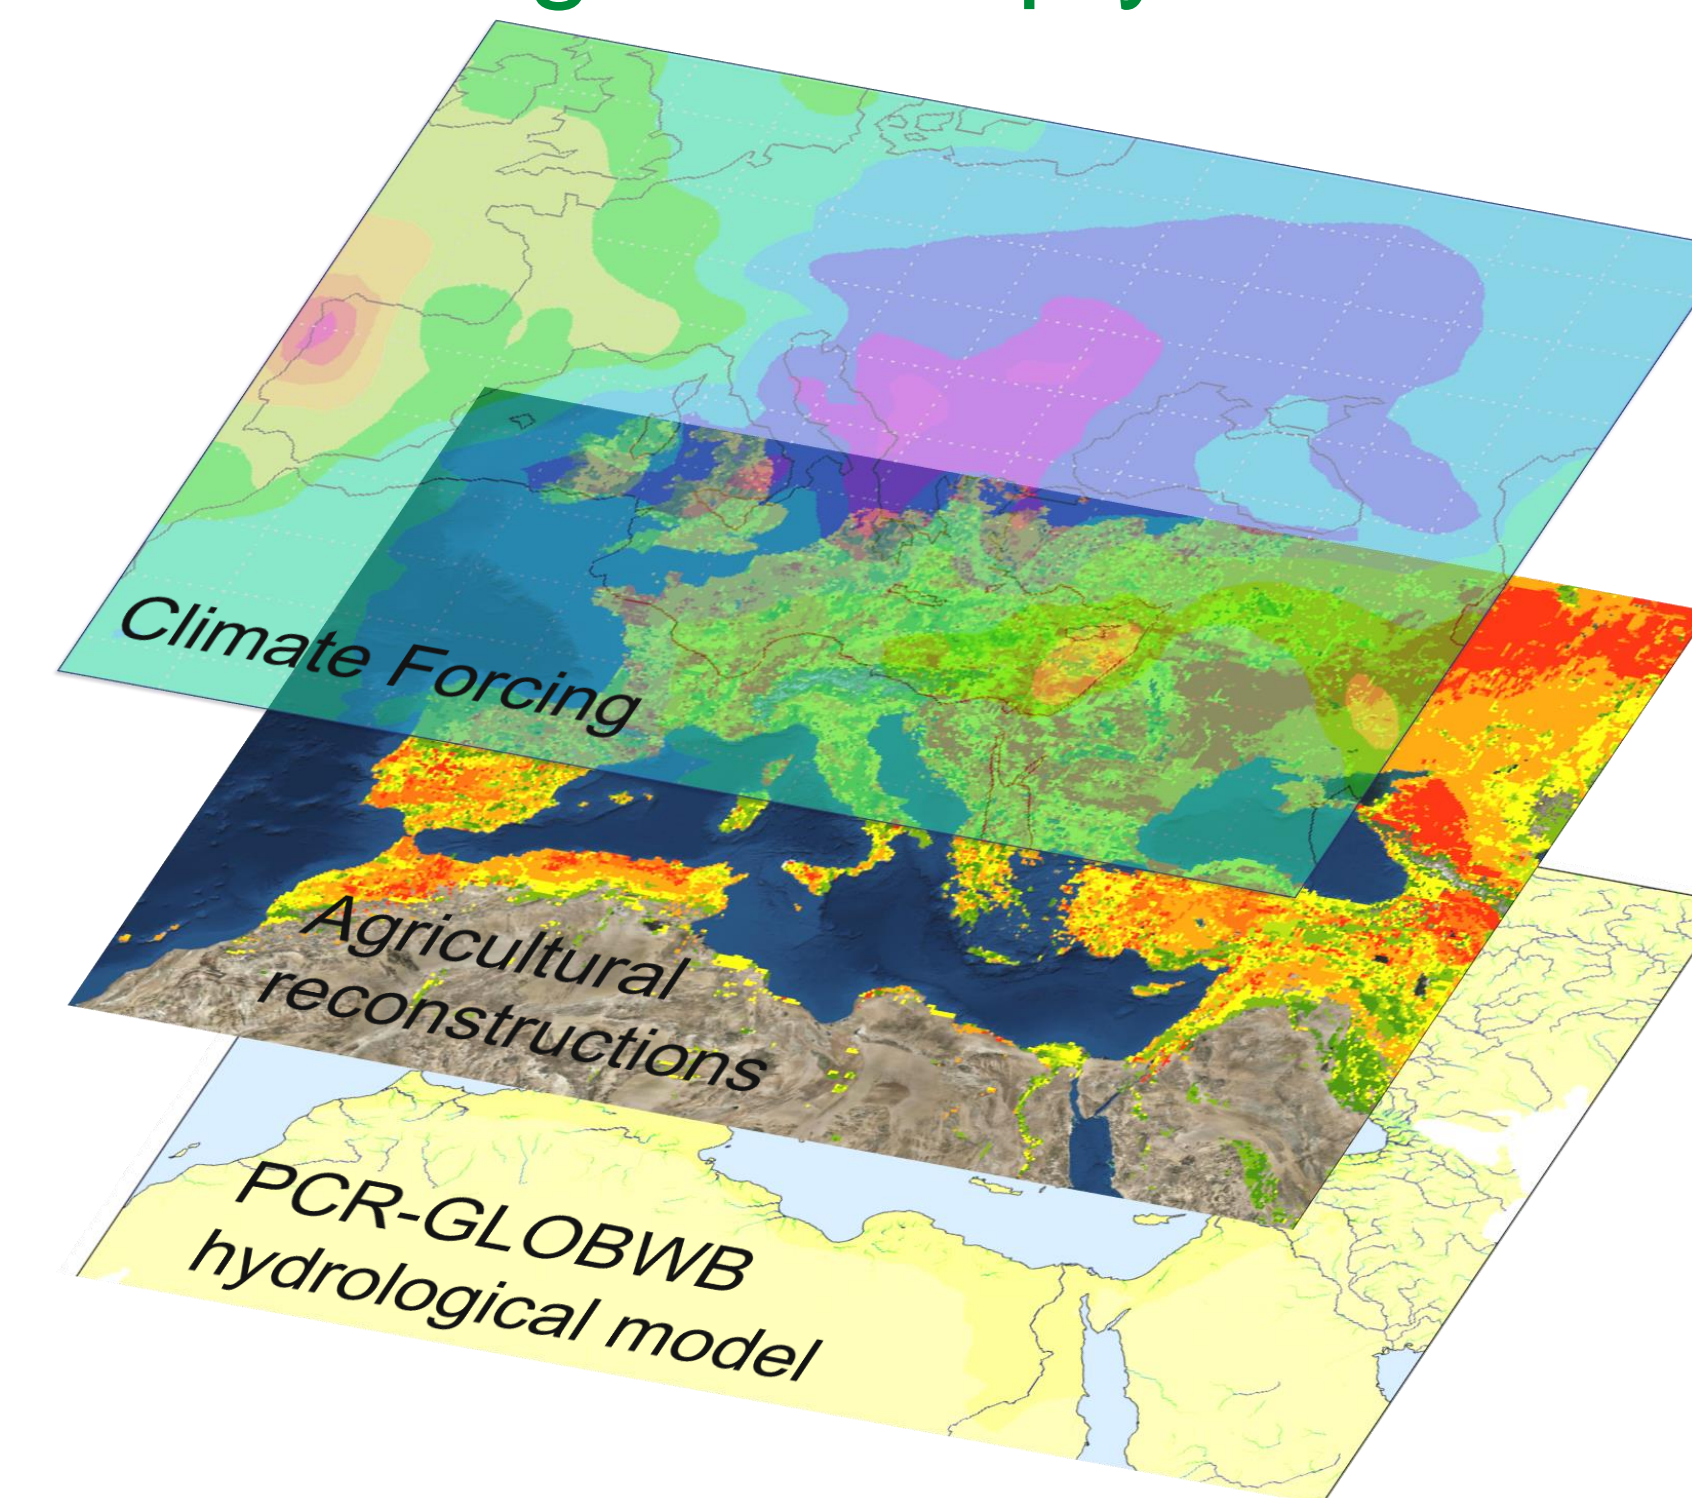 Climate Forcing
Agricultural
reconstructions
PCR-GLOBWB
hydrological model